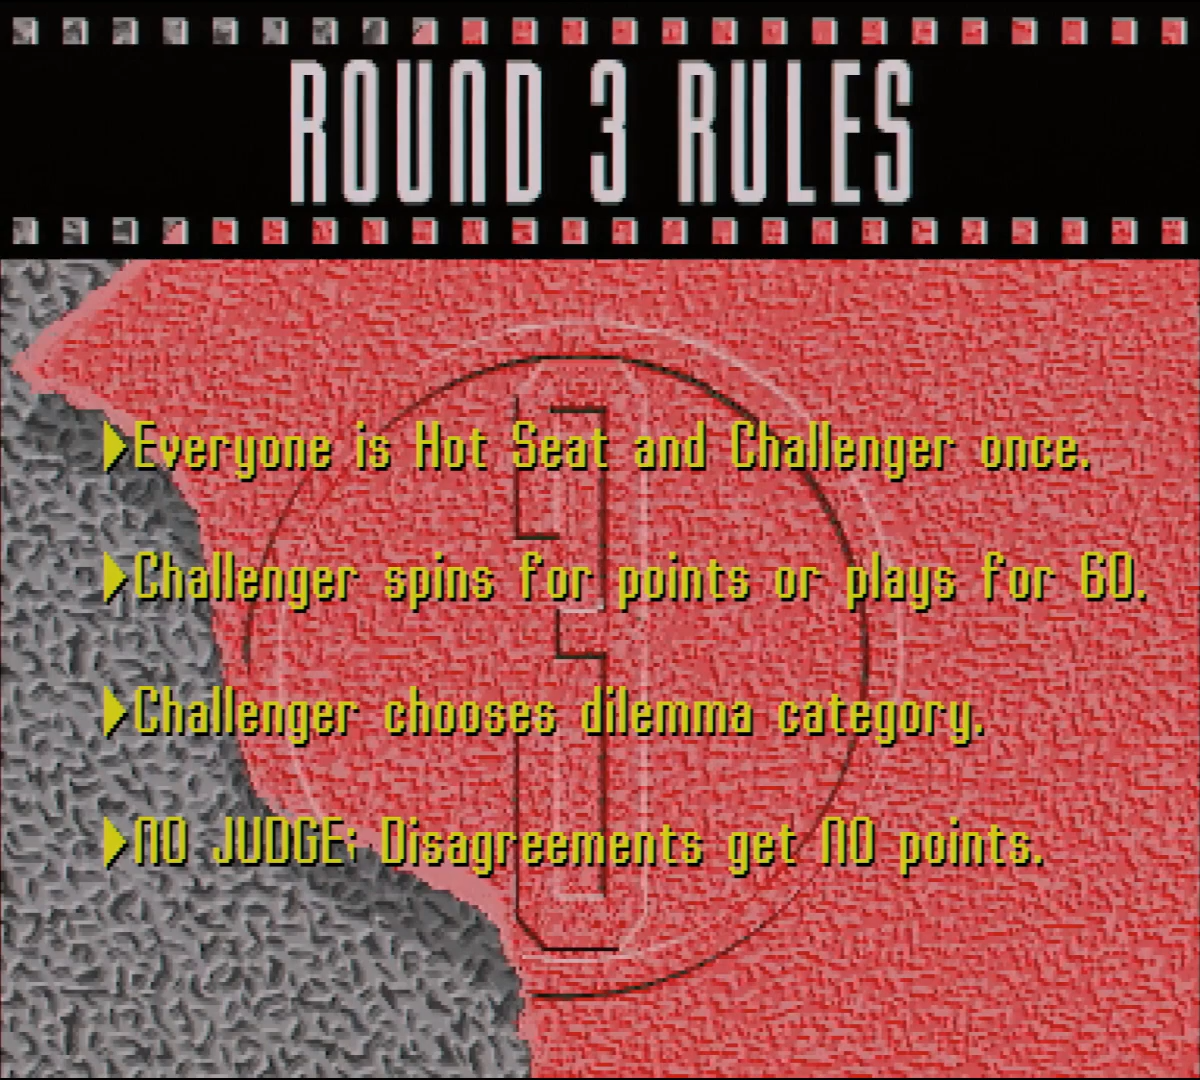 ROUND 3 RULES
Everyone is Hot Seat and Challenger once.
Challenger spins for points or plays for 60.
Challenger chooses dilemma category.
NO JUDGE; Disagreements get NO points.
3